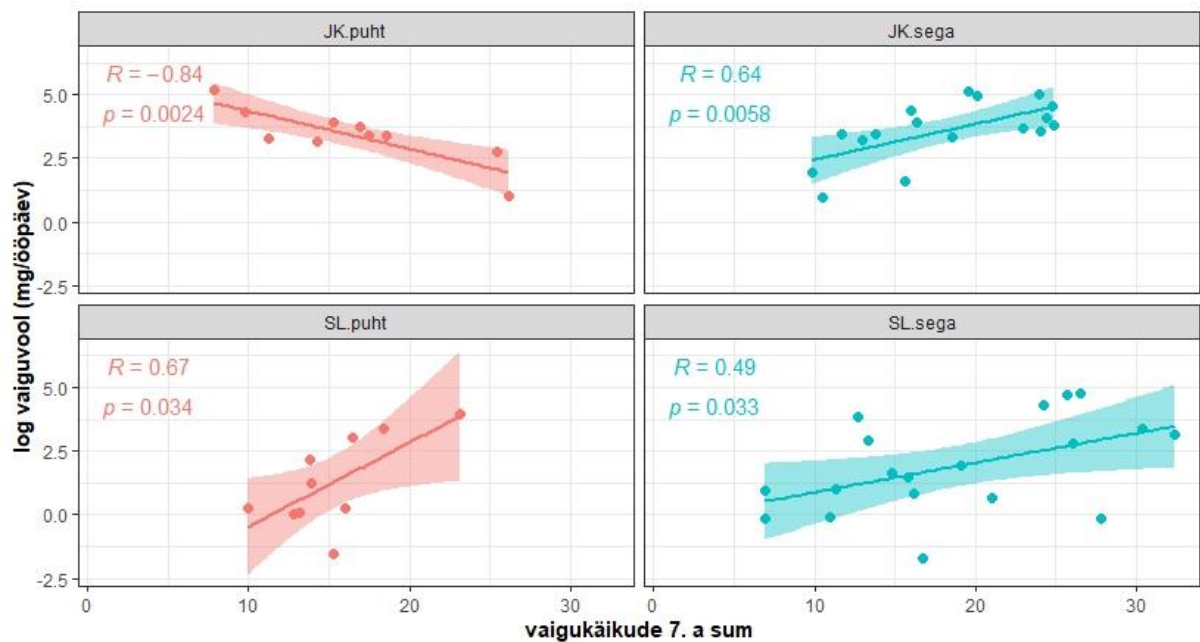 JK.puht
JK.sega
R = −0.84
p = 0.0024
R = 0.64
p = 0.0058
5.0
2.5
0.0
-2.5
log vaiguvool (mg/ööpäev)
SL.puht
SL.sega
R = 0.67
p = 0.034
R = 0.49
p = 0.033
5.0
2.5
0.0
-2.5
0 10 20 30 0 10 20 30
vaigukäikude 7. a sum